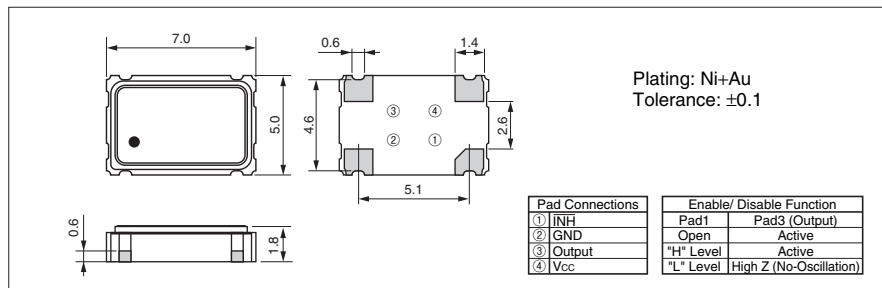 7.0
5.0
0.6
1.8
0.6
1.4
4.6
2.6
5.1
③ ④
② ①
Plating: Ni+Au
Tolerance: ±0.1
Pad Connections
① I̅N̅H̅
② GND
③ Output
④ Vcc
Enable/ Disable Function
Pad1 Pad3 (Output)
Open Active
"H" Level Active
"L" Level High Z (No-Oscillation)